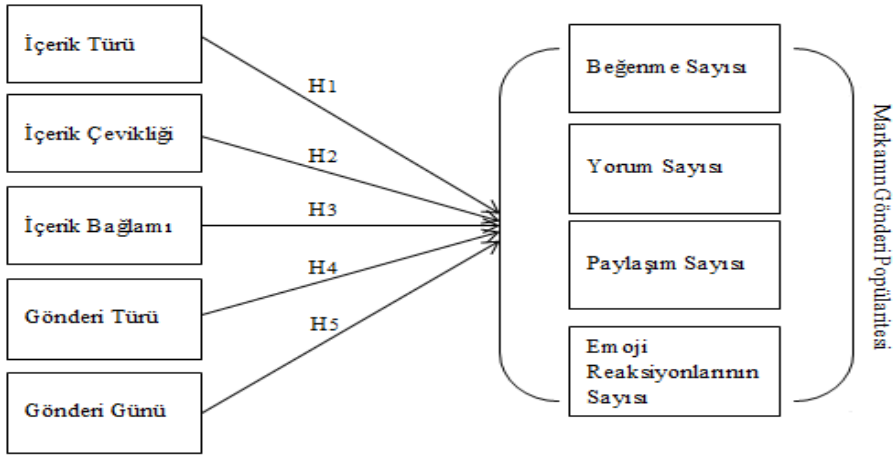 İçerik Türü
İçerik Çevikliği
İçerik Bağlamı
Gönderi Türü
Gönderi Günü
H1
H2
H3
H4
H5
Beğenme Sayısı
Yorum Sayısı
Paylaşım Sayısı
Emoji
Reaksiyonlarının
Sayısı
Markanın Gönderi Popülaritesi